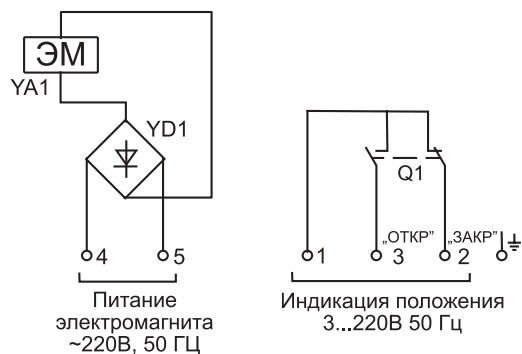 ЭМ
YA1
YD1
4
5
Питание
электромагнита
~220В, 50 ГЦ
Q1
„ОТКР"
„ЗАКР"
1
3
2
Индикация положения
3...220В 50 Гц